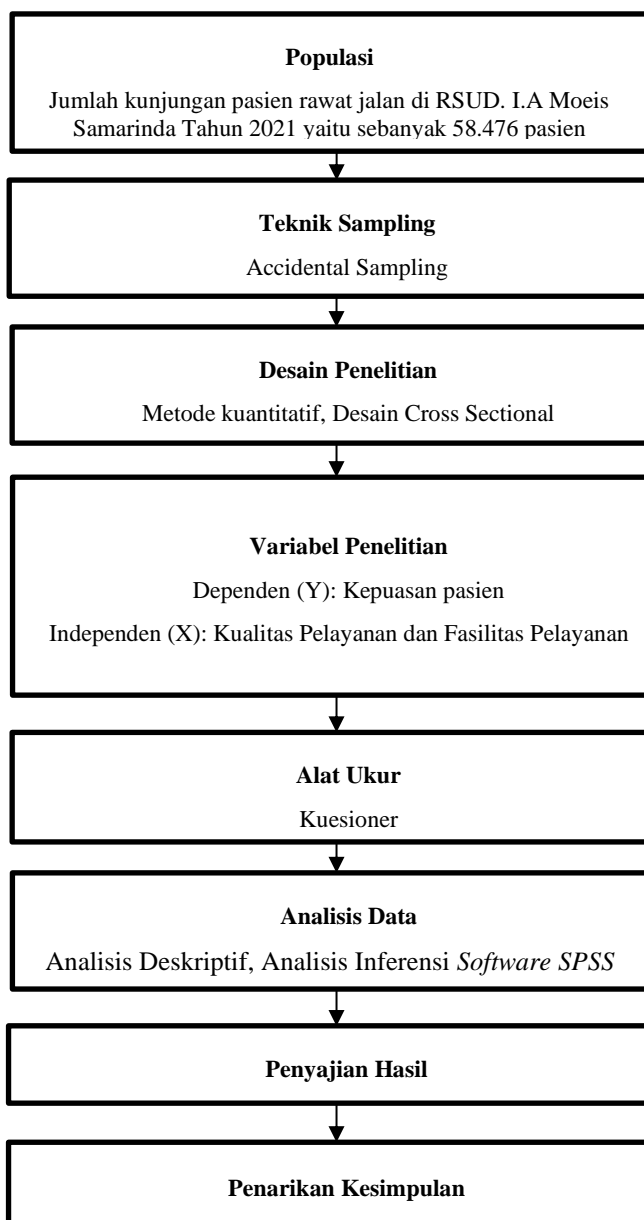 Populasi
Jumlah kunjungan pasien rawat jalan di RSUD. I.A Moeis
Samarinda Tahun 2021 yaitu sebanyak 58.476 pasien
Teknik Sampling
Accidental Sampling
Desain Penelitian
Metode kuantitatif, Desain Cross Sectional
Variabel Penelitian
Dependen (Y): Kepuasan pasien
Independen (X): Kualitas Pelayanan dan Fasilitas Pelayanan
Alat Ukur
Kuesioner
Analisis Data
Analisis Deskriptif, Analisis Inferensi Software SPSS
Penyajian Hasil
Penarikan Kesimpulan